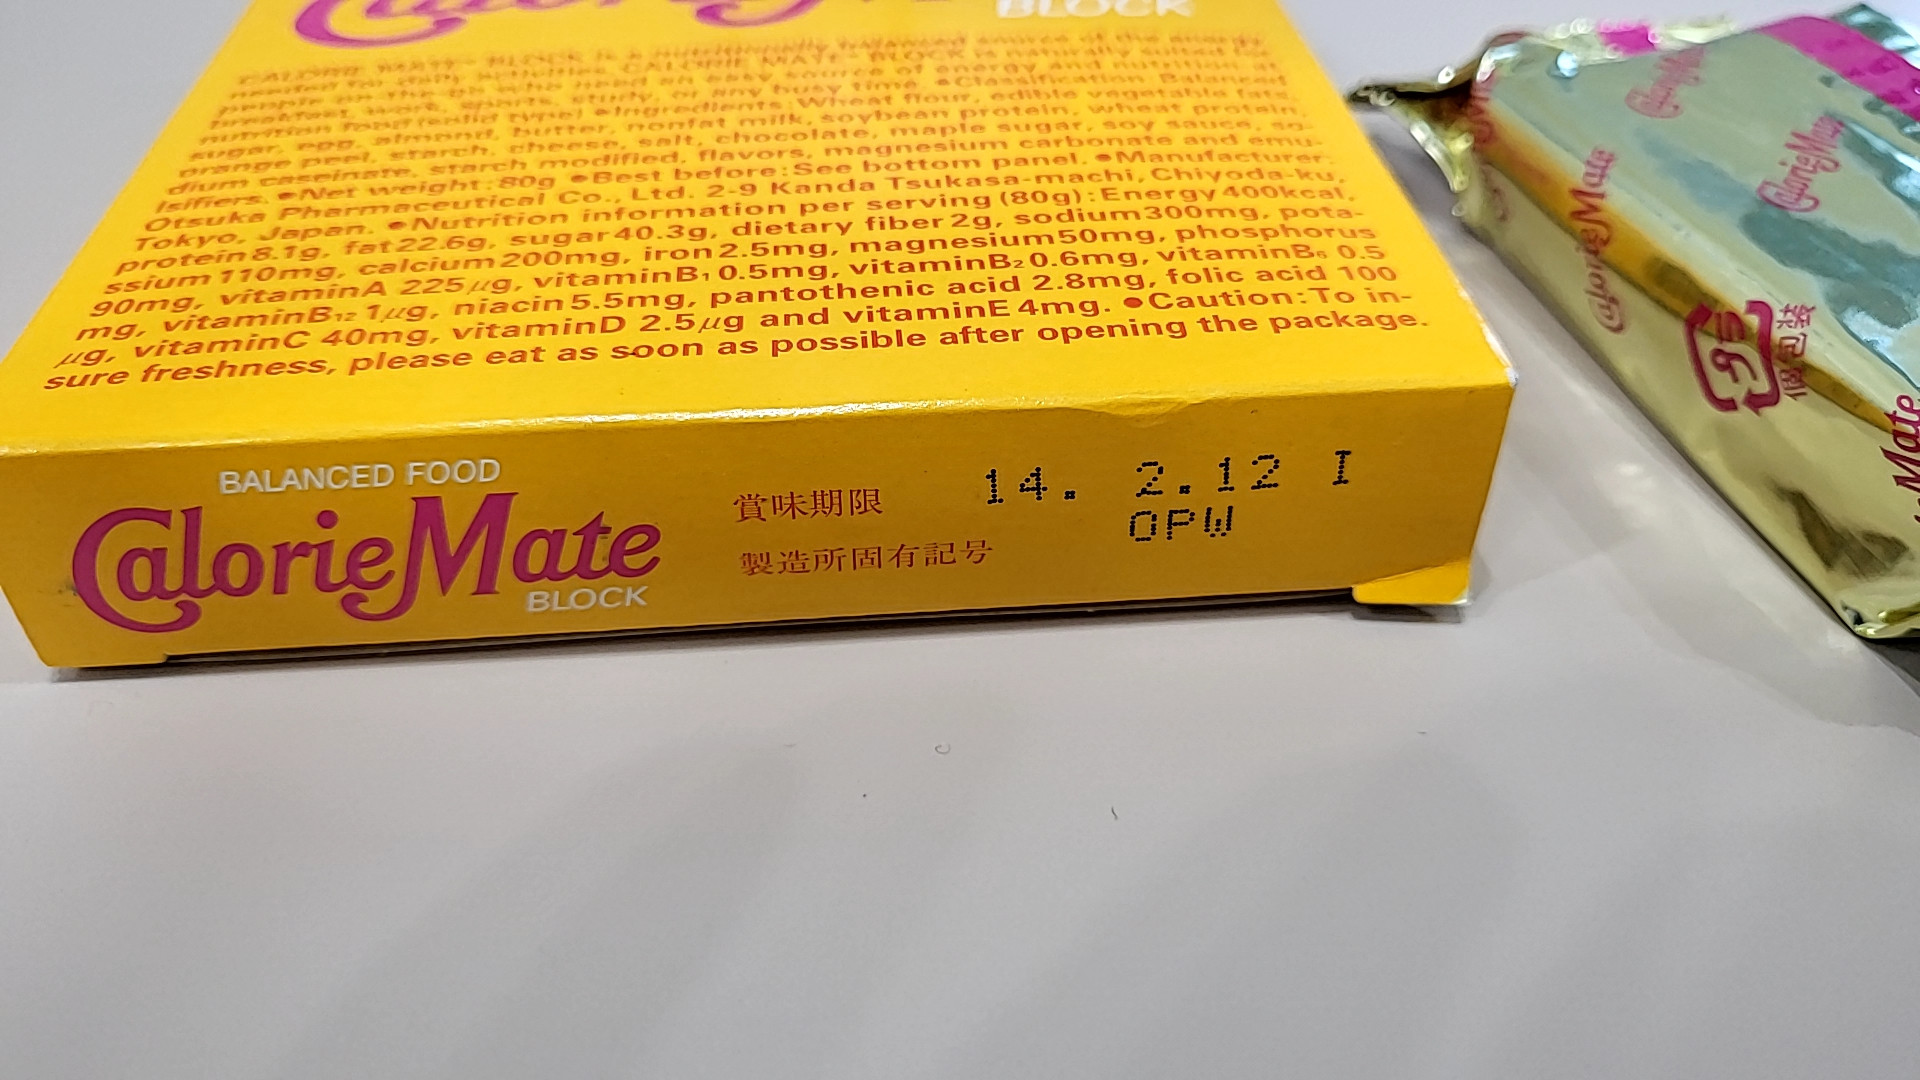 CalorieMate
BLOCK
CALORIE MATE BLOCK is a nutritionally balanced source of the energy
needed for daily activities. CALORIE MATE BLOCK is naturally suited for
people on the go who need an easy source of energy and nutrition at
breakfast, work, sports, study, or any busy time. ●Classification: Balanced
nutrition food (solid type) ●Ingredients: Wheat flour, edible vegetable fats,
sugar, egg, almond, butter, nonfat milk, soybean protein, wheat protein,
orange peel, starch, cheese, salt, chocolate, maple sugar, soy sauce, so-
dium caseinate, starch modified, flavors, magnesium carbonate and emu-
lsifiers. ●Net weight: 80g ●Best before: See bottom panel. ●Manufacturer:
Otsuka Pharmaceutical Co., Ltd. 2-9 Kanda Tsukasa-machi, Chiyoda-ku,
Tokyo, Japan. ●Nutrition information per serving (80g): Energy 400kcal,
protein 8.1g, fat 22.6g, sugar 40.3g, dietary fiber 2g, sodium 300mg, pota-
ssium 110mg, calcium 200mg, iron 2.5mg, magnesium 50mg, phosphorus
90mg, vitamin A 225μg, vitamin B₁ 0.5mg, vitamin B₂ 0.6mg, vitamin B₆ 0.5
mg, vitamin B₁₂ 1μg, niacin 5.5mg, pantothenic acid 2.8mg, folic acid 100
μg, vitamin C 40mg, vitamin D 2.5μg and vitamin E 4mg. ●Caution: To in-
sure freshness, please eat as soon as possible after opening the package.
BALANCED FOOD
CalorieMate
BLOCK
賞味期限 14. 2.12 I
OPW
製造所固有記号
CalorieMate
CalorieMate
CalorieMate
プラ
個包装
Mate